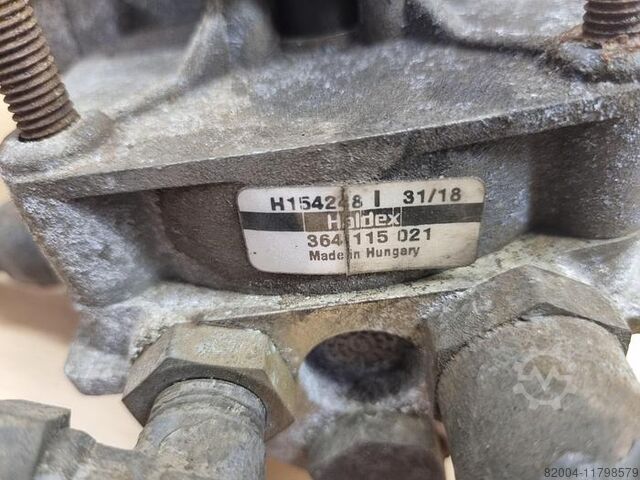 H154248 | 31/18
Haldex
364 115 021
Made in Hungary
82004-11798579